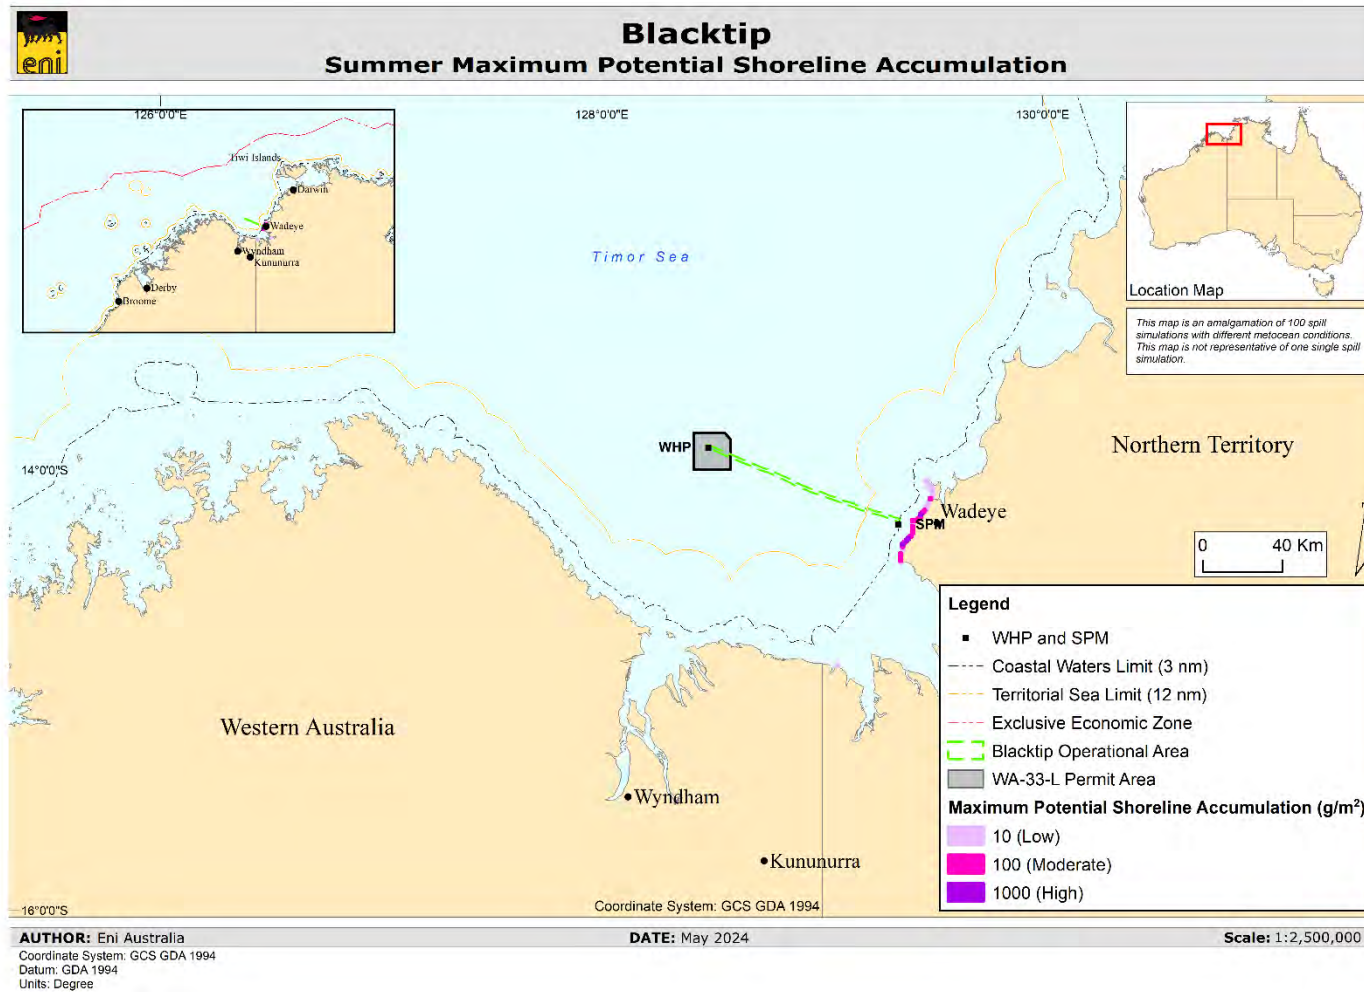 eni
Blacktip
Summer Maximum Potential Shoreline Accumulation
126°0'0"E
128°0'0"E
130°0'0"E
Tiwi Islands
Darwin
Wadeye
Wyndham
Kununurra
Derby
Broome
Timor Sea
Location Map
This map is an amalgamation of 100 spill
simulations with different metocean conditions.
This map is not representative of one single spill
simulation.
WHP
Northern Territory
14°0'0"S
Wadeye
SPM
0 40 Km
Western Australia
Wyndham
Kununurra
Legend
WHP and SPM
Coastal Waters Limit (3 nm)
Territorial Sea Limit (12 nm)
Exclusive Economic Zone
Blacktip Operational Area
WA-33-L Permit Area
Maximum Potential Shoreline Accumulation (g/m²)
10 (Low)
100 (Moderate)
1000 (High)
16°0'0"S
Coordinate System: GCS GDA 1994
AUTHOR: Eni Australia
DATE: May 2024
Scale: 1:2,500,000
Coordinate System: GCS GDA 1994
Datum: GDA 1994
Units: Degree